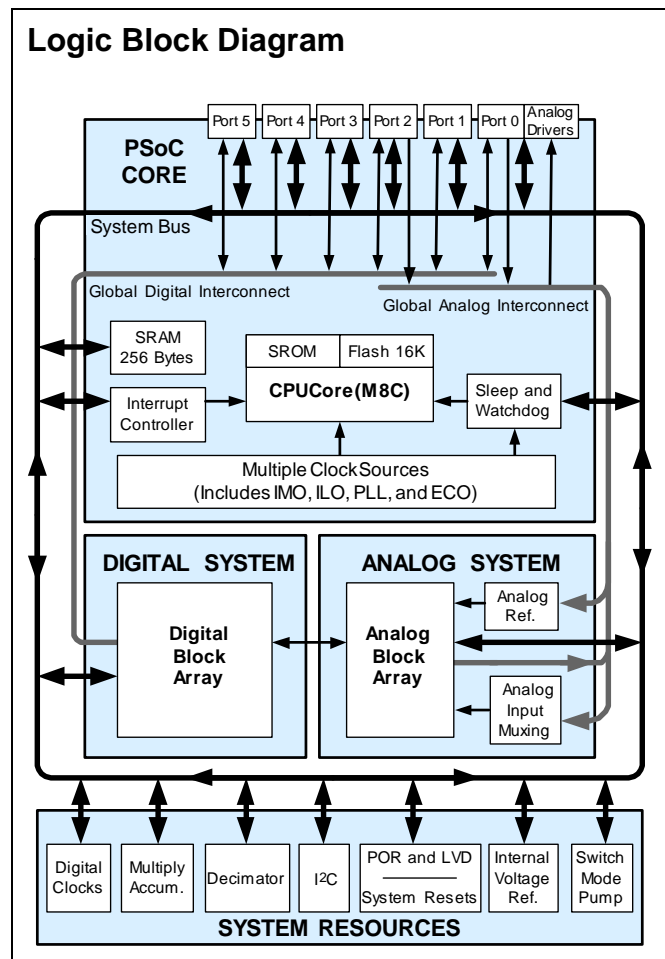 Logic Block Diagram
Port 5
Port 4
Port 3
Port 2
Port 1
Port 0
Analog
Drivers
PSoC
CORE
System Bus
Global Digital Interconnect
Global Analog Interconnect
SRAM
256 Bytes
SROM
Flash 16K
CPUCore(M8C)
Interrupt
Controller
Sleep and
Watchdog
Multiple Clock Sources
(Includes IMO, ILO, PLL, and ECO)
DIGITAL SYSTEM
ANALOG SYSTEM
Digital
Block
Array
Analog
Block
Array
Analog
Ref.
Analog
Input
Muxing
Digital
Clocks
Multiply
Accum.
Decimator
I²C
POR and LVD
System Resets
Internal
Voltage
Ref.
Switch
Mode
Pump
SYSTEM RESOURCES